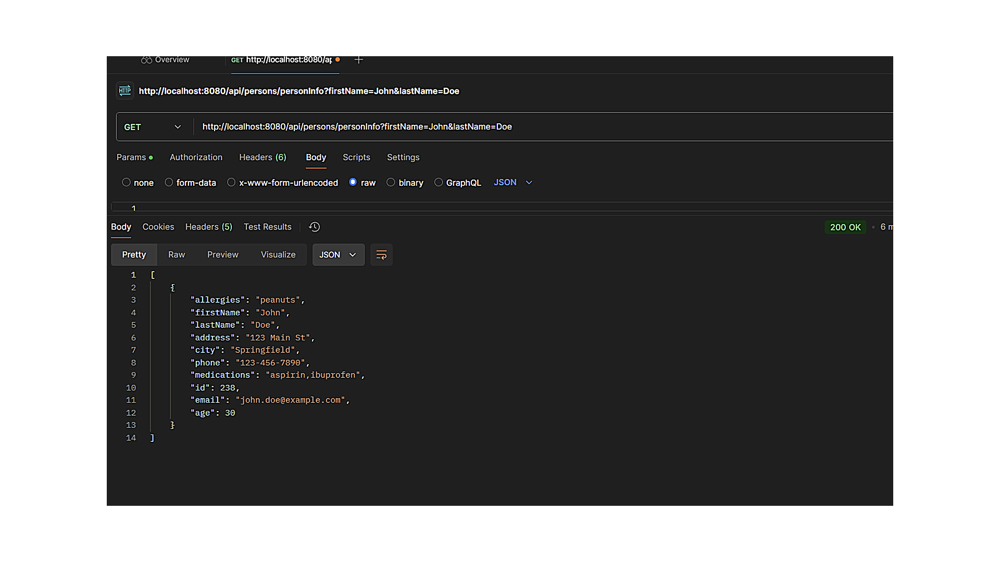 Overview
GET http://localhost:8080/ap
HTTP http://localhost:8080/api/persons/personInfo?firstName=John&lastName=Doe
GET http://localhost:8080/api/persons/personInfo?firstName=John&lastName=Doe
Params Authorization Headers (6) Body Scripts Settings
none form-data x-www-form-urlencoded raw binary GraphQL JSON
1
Body Cookies Headers (5) Test Results 200 OK 6 m
Pretty Raw Preview Visualize JSON
1 [
2 {
3 "allergies": "peanuts",
4 "firstName": "John",
5 "lastName": "Doe",
6 "address": "123 Main St",
7 "city": "Springfield",
8 "phone": "123-456-7890",
9 "medications": "aspirin,ibuprofen",
10 "id": 238,
11 "email": "john.doe@example.com",
12 "age": 30
13 }
14 ]